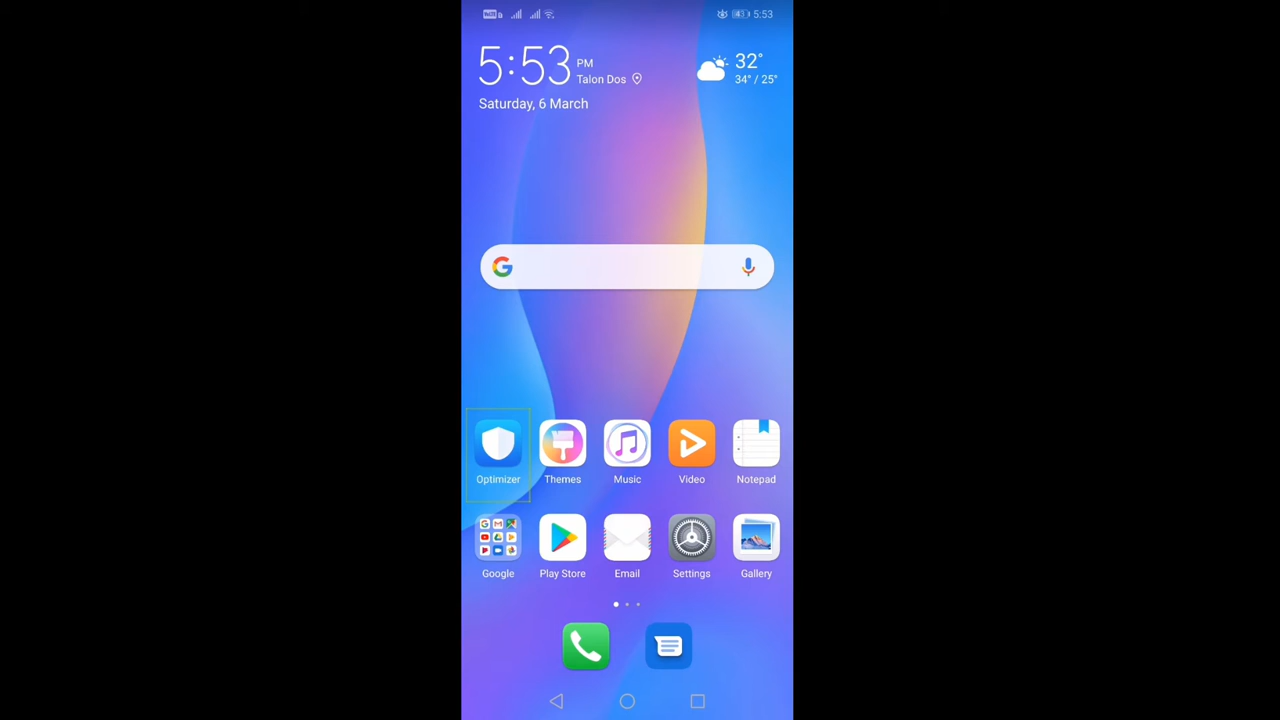 5:53
5:53
PM
Talon Dos
Saturday, 6 March
32°
34° / 25°
Optimizer
Themes
Music
Video
Notepad
Google
Play Store
Email
Settings
Gallery